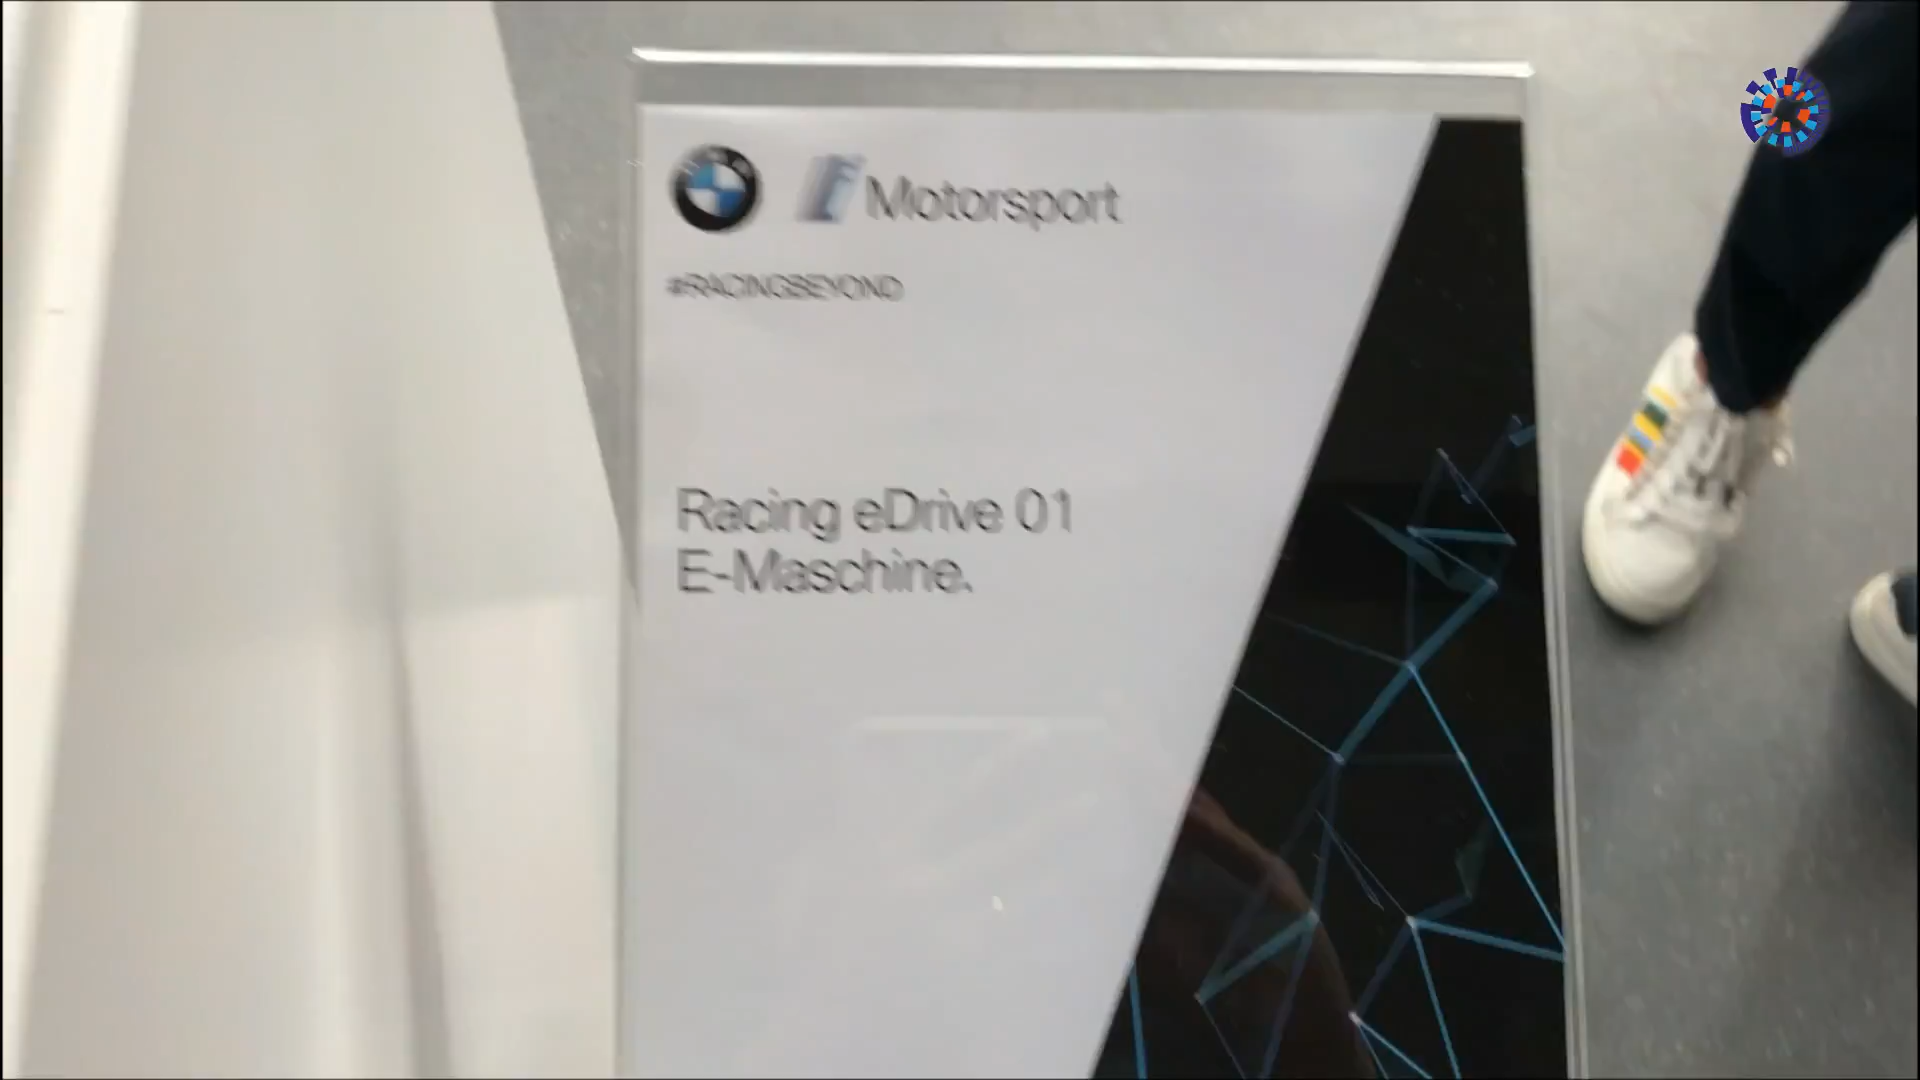 i Motorsport
#RACINGBEYOND
Racing eDrive 01
E-Maschine.